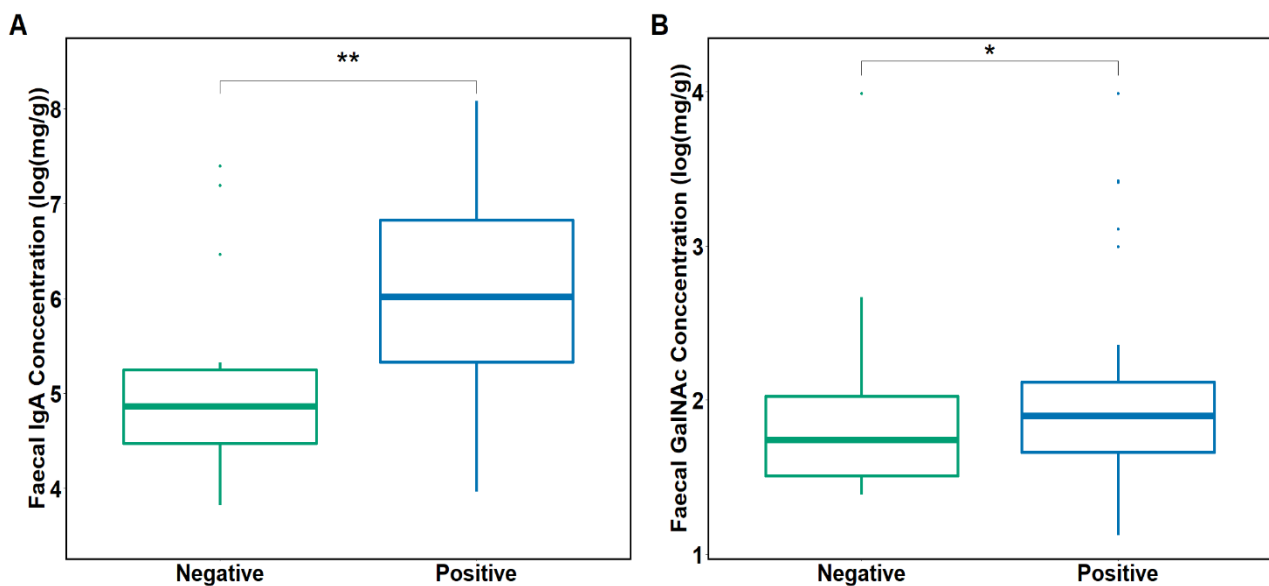 A
Faecal IgA Conccentration (log(mg/g))
8
7
6
5
4
**
Negative
Positive
B
Faecal GalNAc Conccentration (log(mg/g))
4
3
2
1
*
Negative
Positive